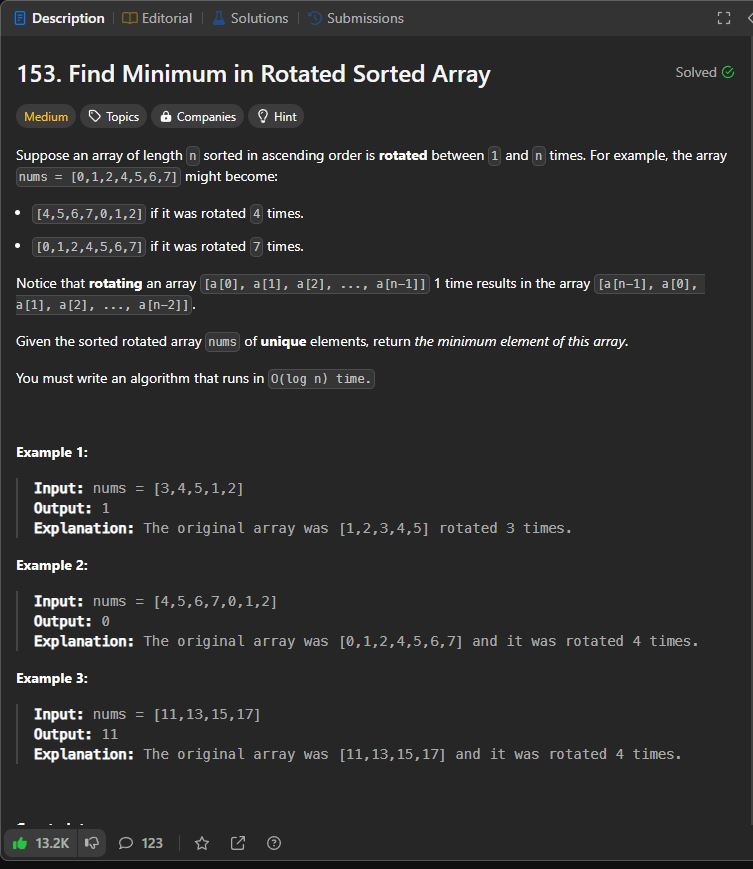 Description | Editorial | Solutions | Submissions
153. Find Minimum in Rotated Sorted Array
Solved
Medium Topics Companies Hint
Suppose an array of length n sorted in ascending order is rotated between 1 and n times. For example, the array
nums = [0,1,2,4,5,6,7] might become:
• [4,5,6,7,0,1,2] if it was rotated 4 times.
• [0,1,2,4,5,6,7] if it was rotated 7 times.
Notice that rotating an array [a[0], a[1], a[2], ..., a[n-1]] 1 time results in the array [a[n-1], a[0],
a[1], a[2], ..., a[n-2]].
Given the sorted rotated array nums of unique elements, return the minimum element of this array.
You must write an algorithm that runs in O(log n) time.
Example 1:
Input: nums = [3,4,5,1,2]
Output: 1
Explanation: The original array was [1,2,3,4,5] rotated 3 times.
Example 2:
Input: nums = [4,5,6,7,0,1,2]
Output: 0
Explanation: The original array was [0,1,2,4,5,6,7] and it was rotated 4 times.
Example 3:
Input: nums = [11,13,15,17]
Output: 11
Explanation: The original array was [11,13,15,17] and it was rotated 4 times.
13.2K 123